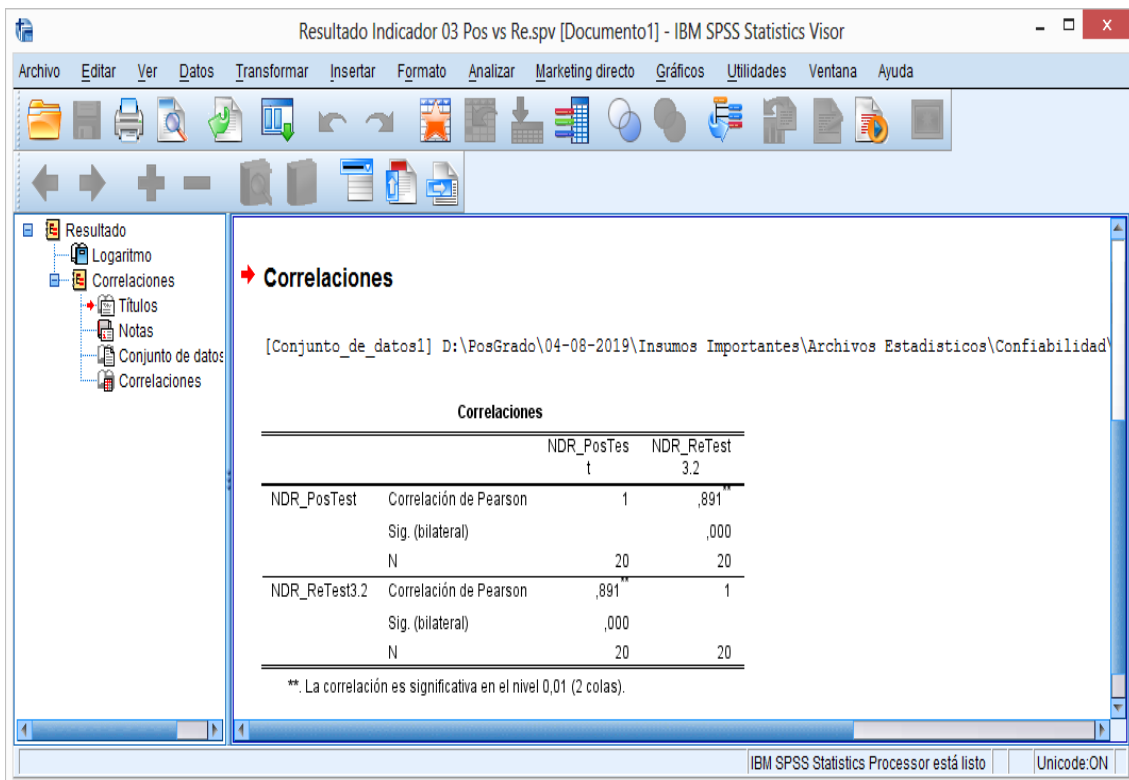 Resultado Indicador 03 Pos vs Re.spv [Documento1] - IBM SPSS Statistics Visor
Archivo Editar Ver Datos Transformar Insertar Formato Analizar Marketing directo Gráficos Utilidades Ventana Ayuda
Resultado
Logaritmo
Correlaciones
Títulos
Notas
Conjunto de datos
Correlaciones
Correlaciones
[Conjunto_de_datos1] D:\PosGrado\04-08-2019\Insumos Importantes\Archivos Estadisticos\Confiabilidad\
Correlaciones
NDR_PosTes
t
NDR_ReTest
3.2
NDR_PosTest Correlación de Pearson 1 ,891**
Sig. (bilateral) ,000
N 20 20
NDR_ReTest3.2 Correlación de Pearson ,891** 1
Sig. (bilateral) ,000
N 20 20
**. La correlación es significativa en el nivel 0,01 (2 colas).
IBM SPSS Statistics Processor está listo Unicode:ON